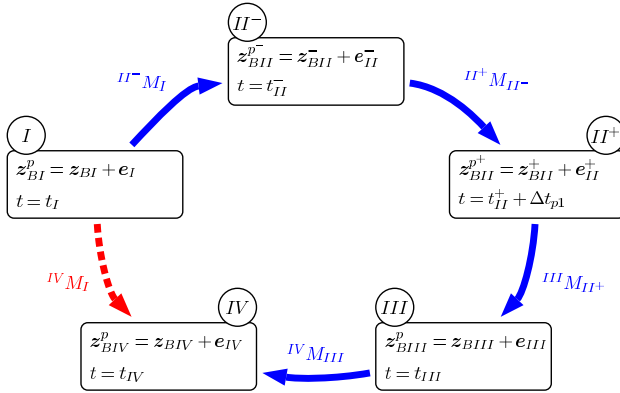 II⁻
z^{p⁻}_{BII} = z⁻_{BII} + e⁻_{II}
t = t⁻_{II}
^{II⁻}M_I
^{II⁺}M_{II⁻}
I
z^p_{BI} = z_{BI} + e_I
t = t_I
II⁺
z^{p⁺}_{BII} = z⁺_{BII} + e⁺_{II}
t = t⁺_{II} + Δt_{p1}
^{IV}M_I
^{III}M_{II⁺}
IV
z^p_{BIV} = z_{BIV} + e_{IV}
t = t_{IV}
^{IV}M_{III}
III
z^p_{BIII} = z_{BIII} + e_{III}
t = t_{III}